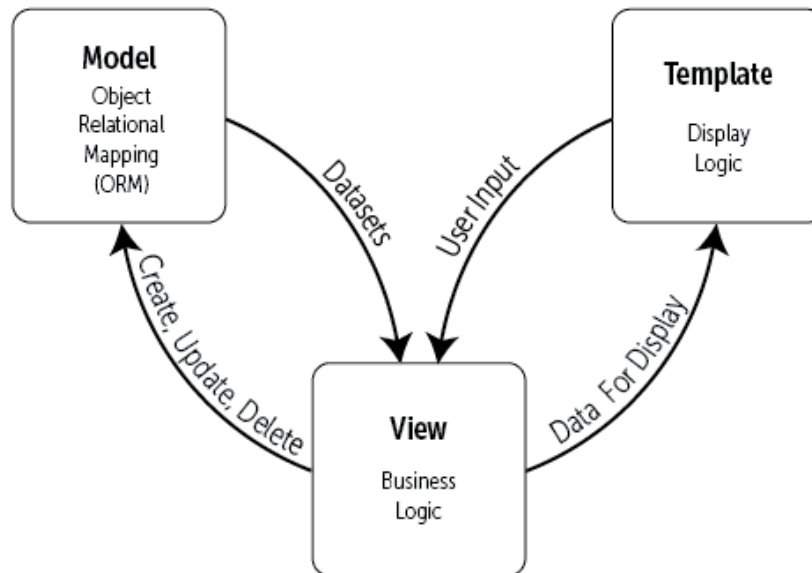 Model
Object
Relational
Mapping
(ORM)
Template
Display
Logic
Datasets
User Input
Create, Update, Delete
Data For Display
View
Business
Logic